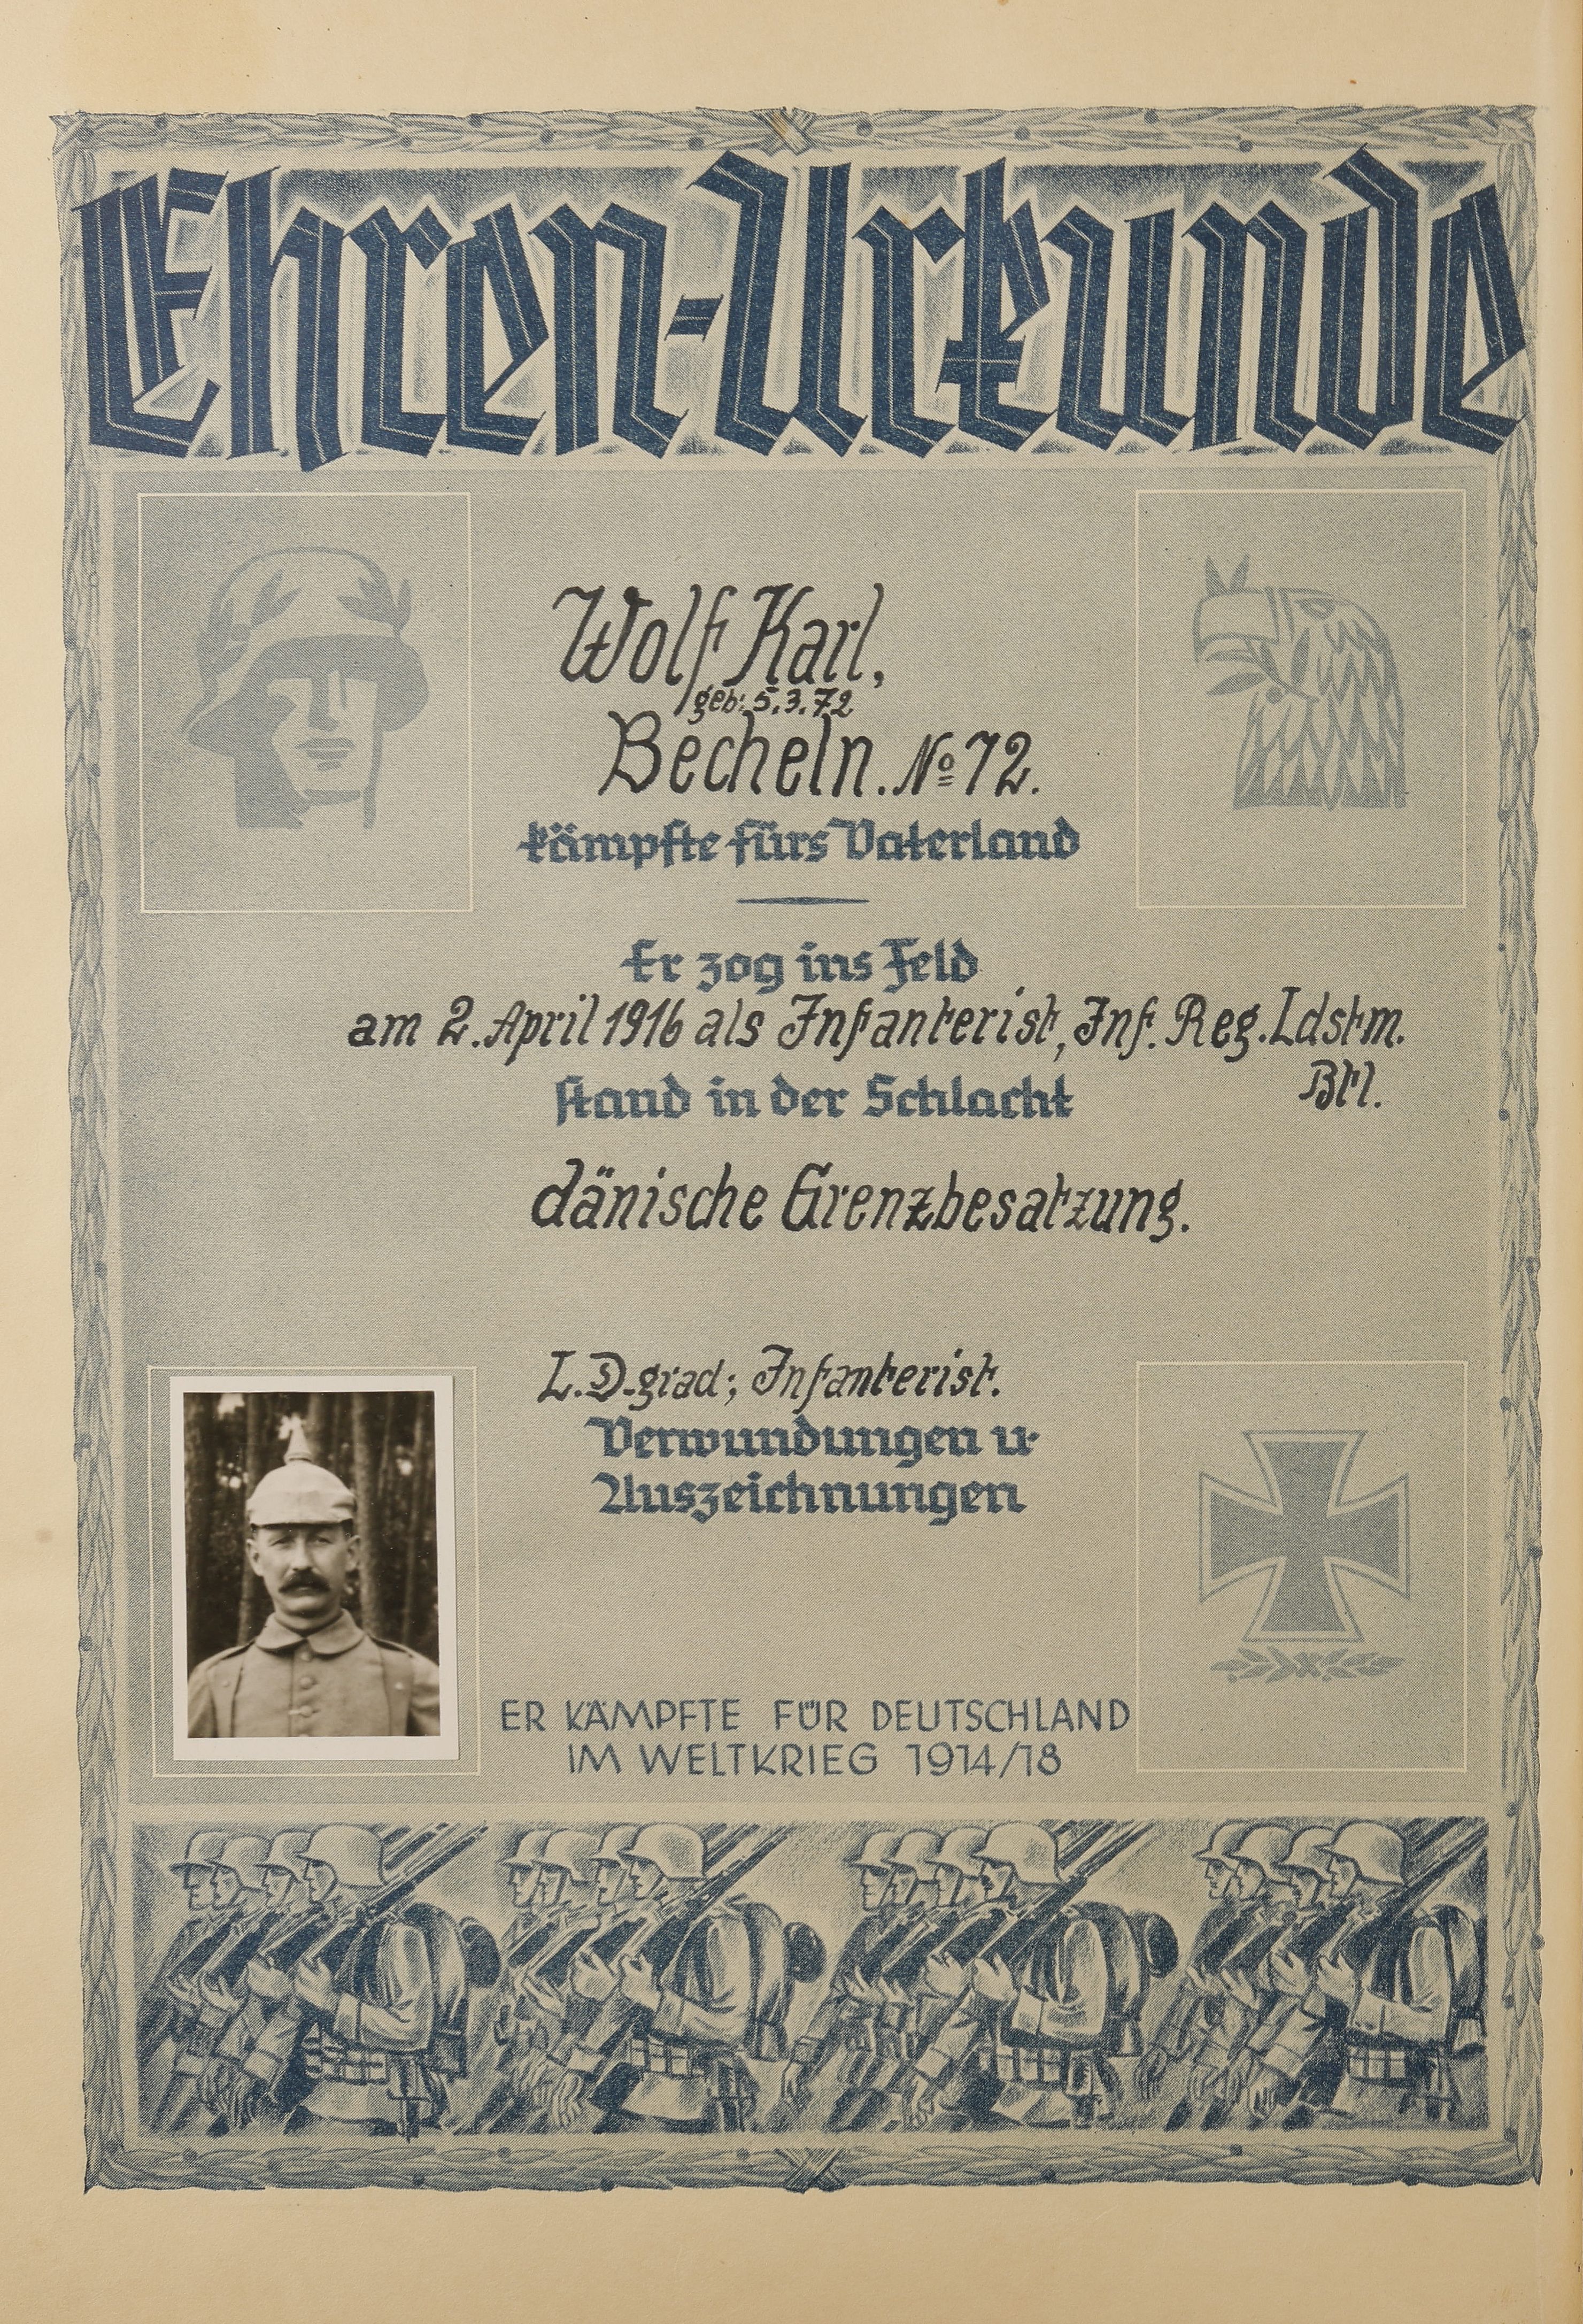 Ehren-Urkunde
Wolf Karl,
geb: 5.3.72
Becheln. № 72.
kämpfte fürs Vaterland
Er zog ins Feld
am 2. April 1916 als Infanterist, Inf. Reg. Ldstm.
Btl.
stand in der Schlacht
dänische Grenzbesatzung.
L. D-grad; Infanterist.
Verwundungen u.
Auszeichnungen
ER KÄMPFTE FÜR DEUTSCHLAND
IM WELTKRIEG 1914/18